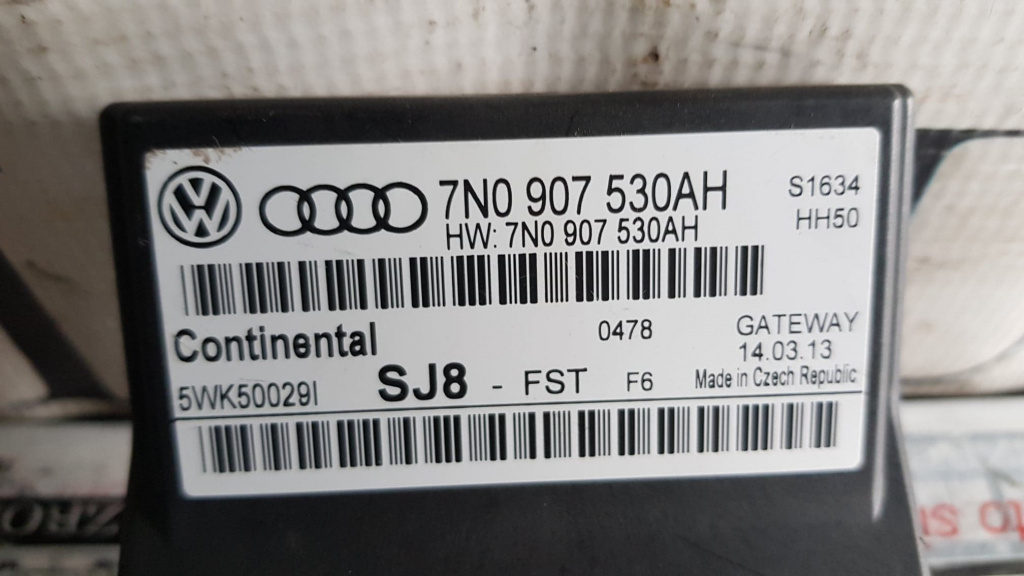 7N0 907 530AH S1634
HW: 7N0 907 530AH HH50
Continental 0478 GATEWAY
14.03.13
5WK50029I SJ8 - FST F6 Made in Czech Republic
ZRO